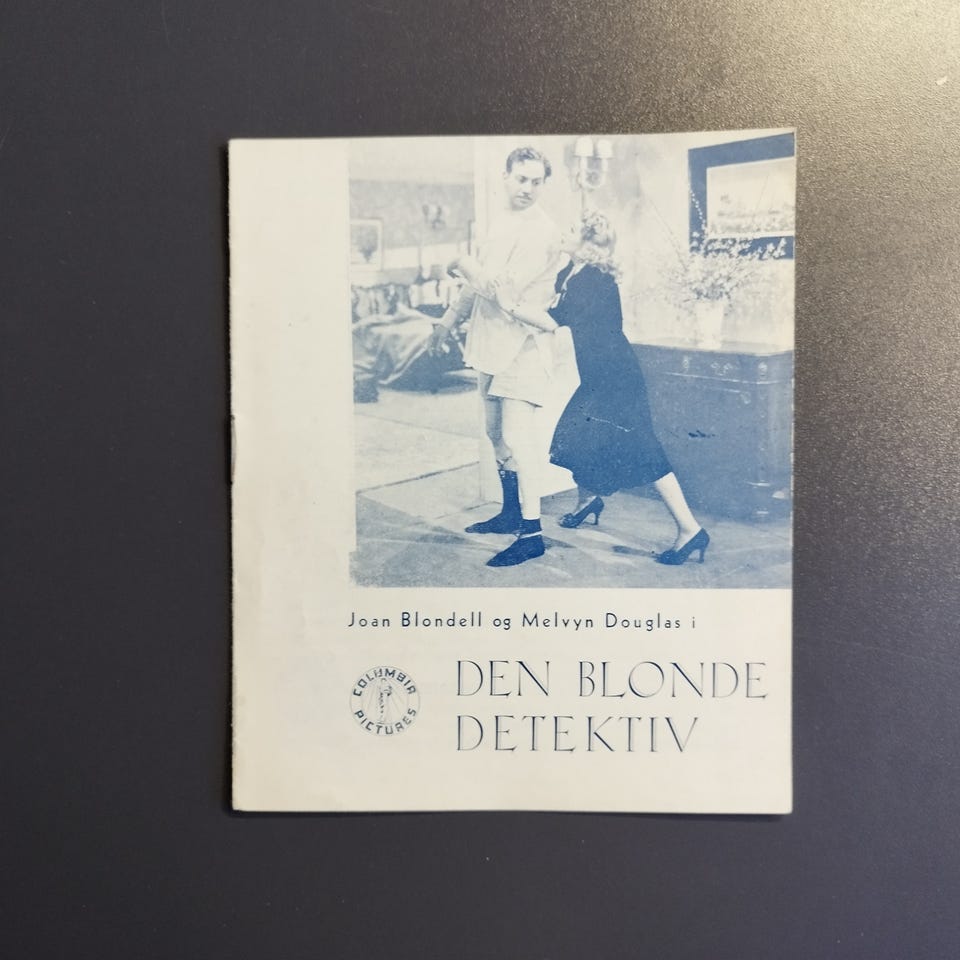 Joan Blondell og Melvyn Douglas i
COLUMBIA
PICTURES
DEN BLONDE
DETEKTIV